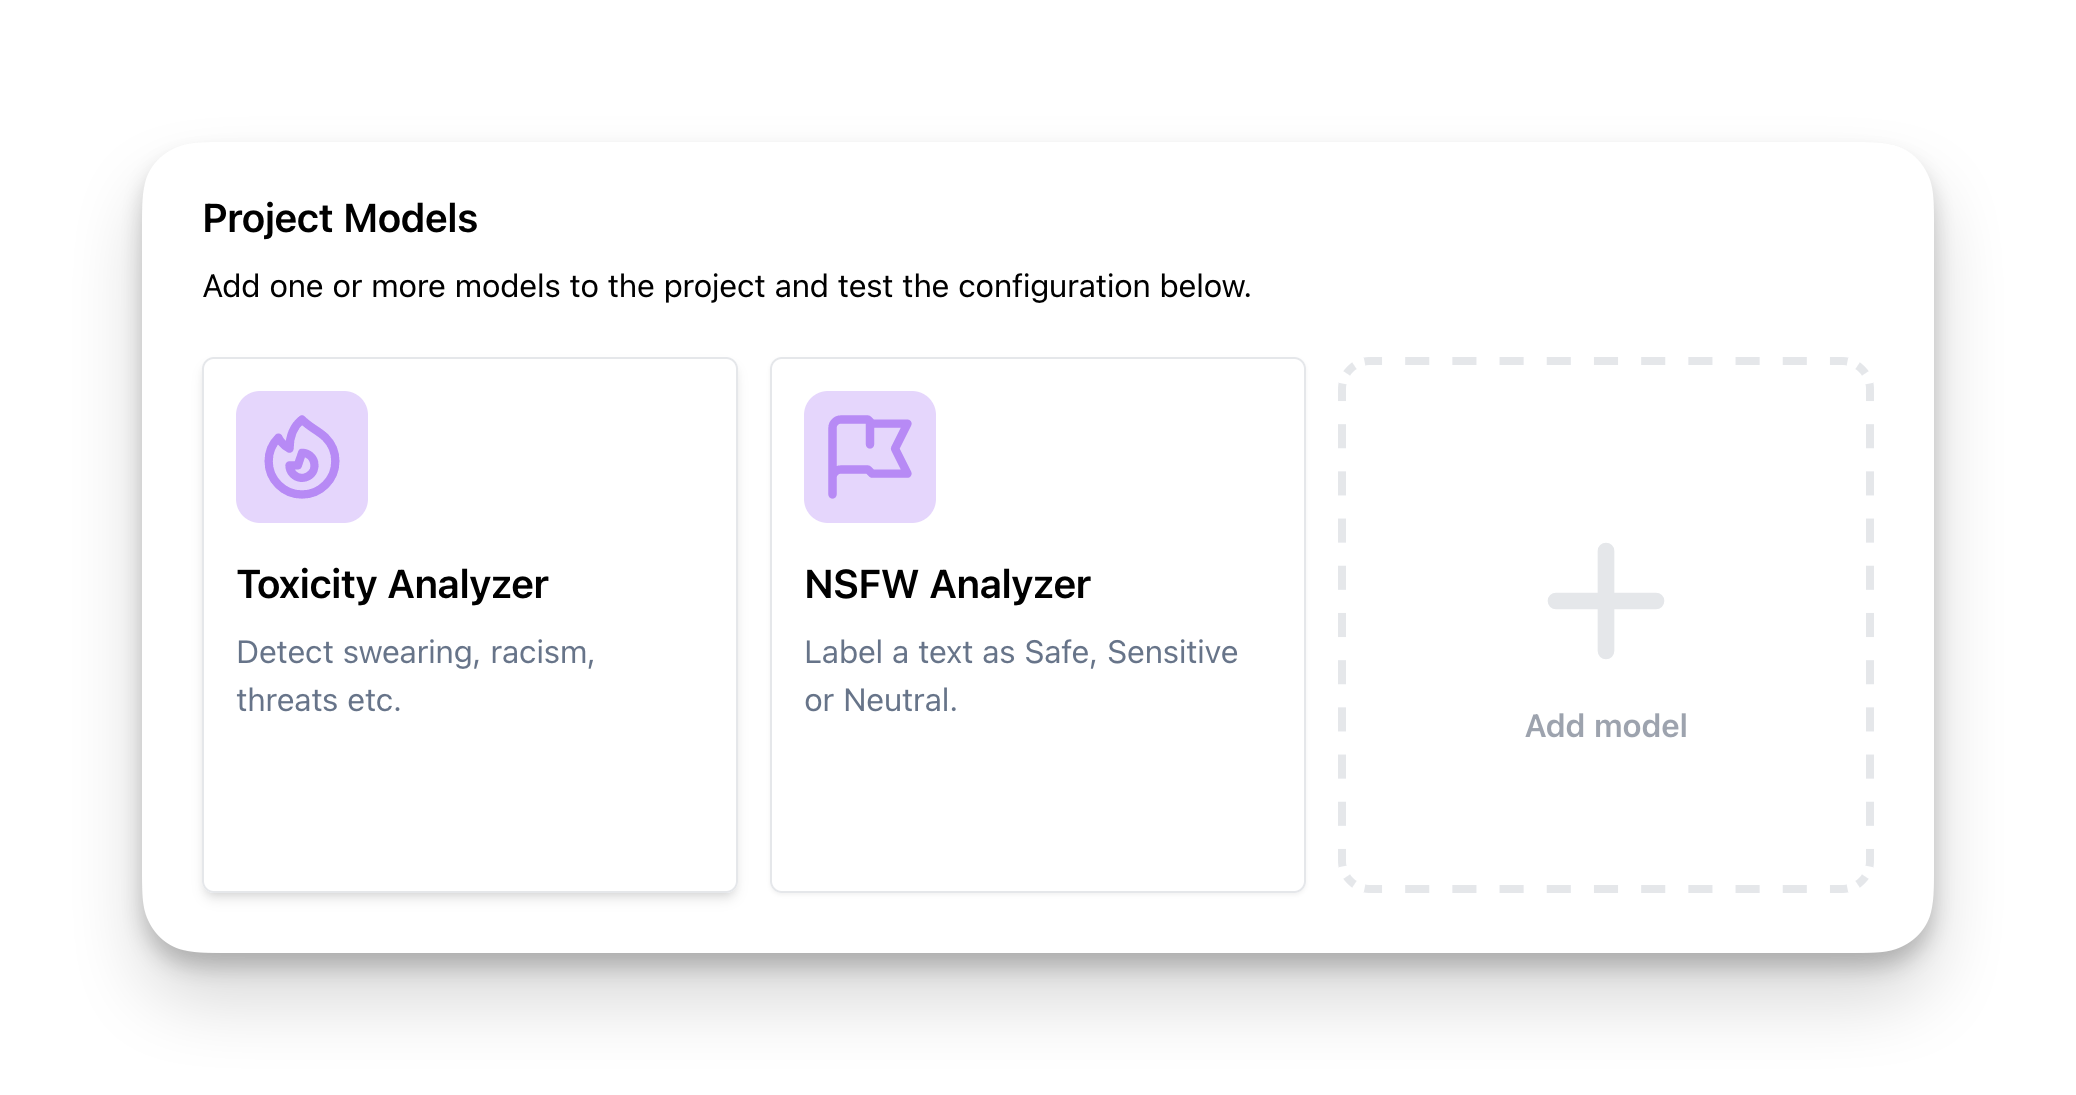 Project Models
Add one or more models to the project and test the configuration below.
Toxicity Analyzer
Detect swearing, racism,
threats etc.
NSFW Analyzer
Label a text as Safe, Sensitive
or Neutral.
Add model